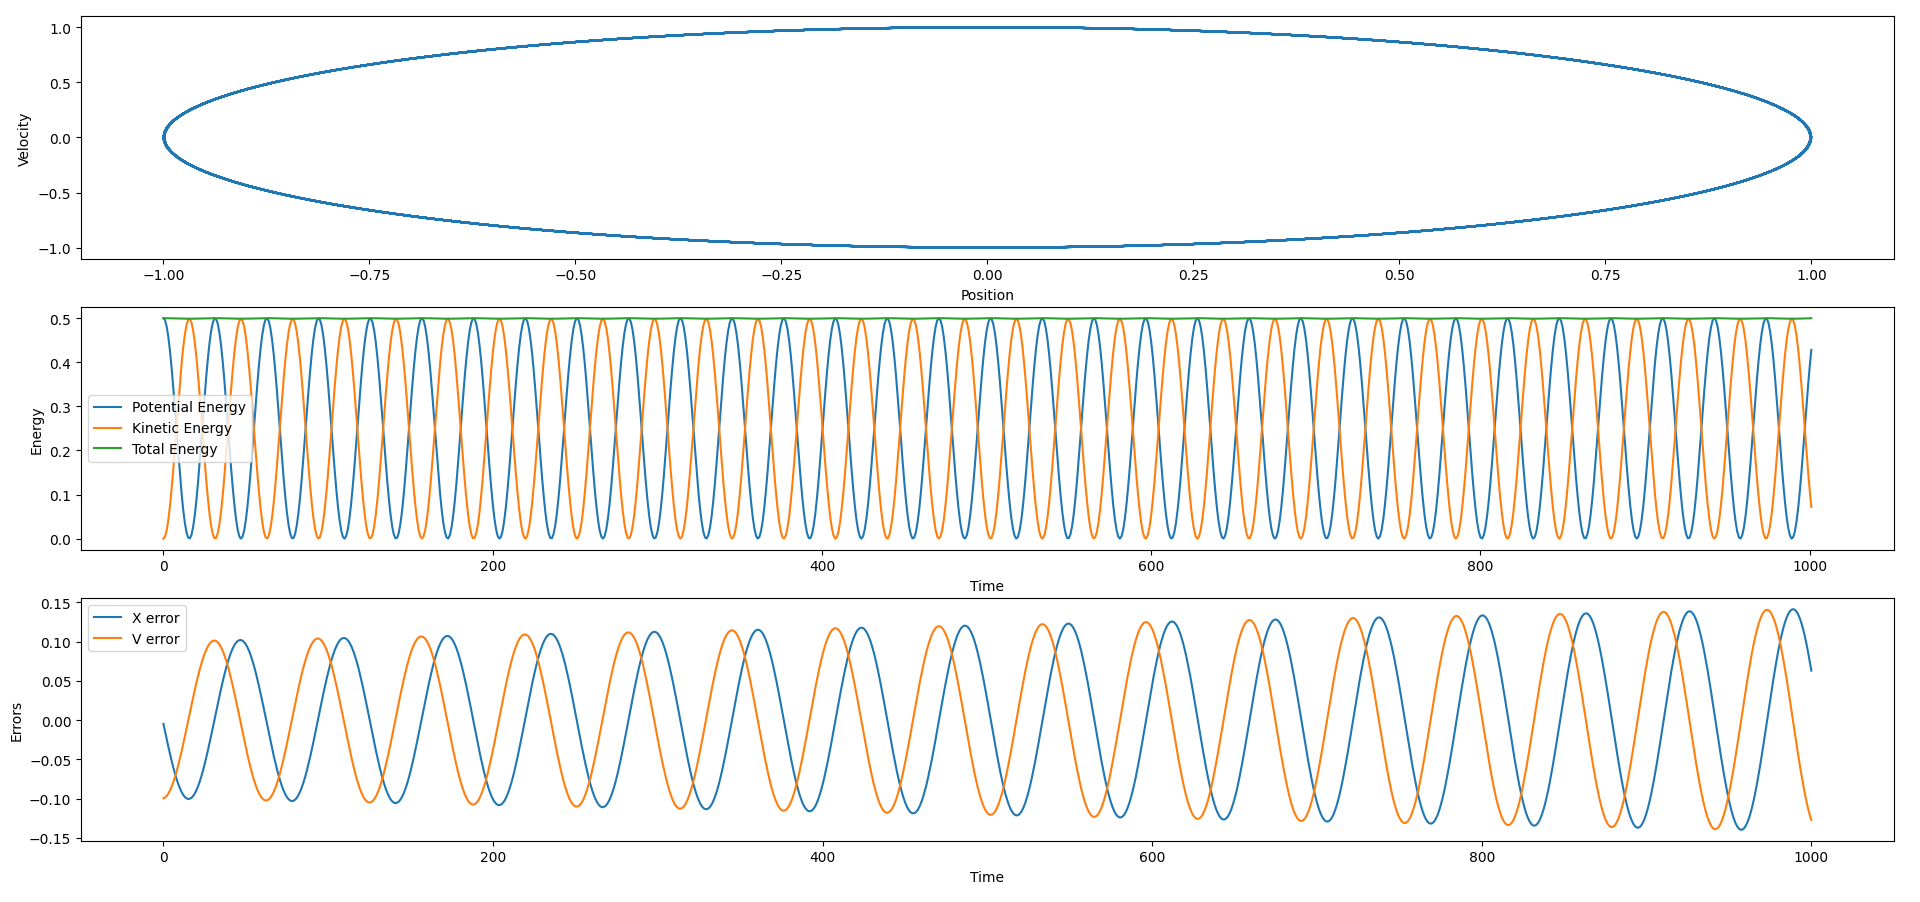 1.0
0.5
0.0
−0.5
−1.0
Velocity
−1.00 −0.75 −0.50 −0.25 0.00 0.25 0.50 0.75 1.00
Position
0.5
0.4
0.3
0.2
0.1
0.0
Energy
Potential Energy
Kinetic Energy
Total Energy
0 200 400 600 800 1000
Time
0.15
0.10
0.05
0.00
−0.05
−0.10
−0.15
Errors
X error
V error
0 200 400 600 800 1000
Time